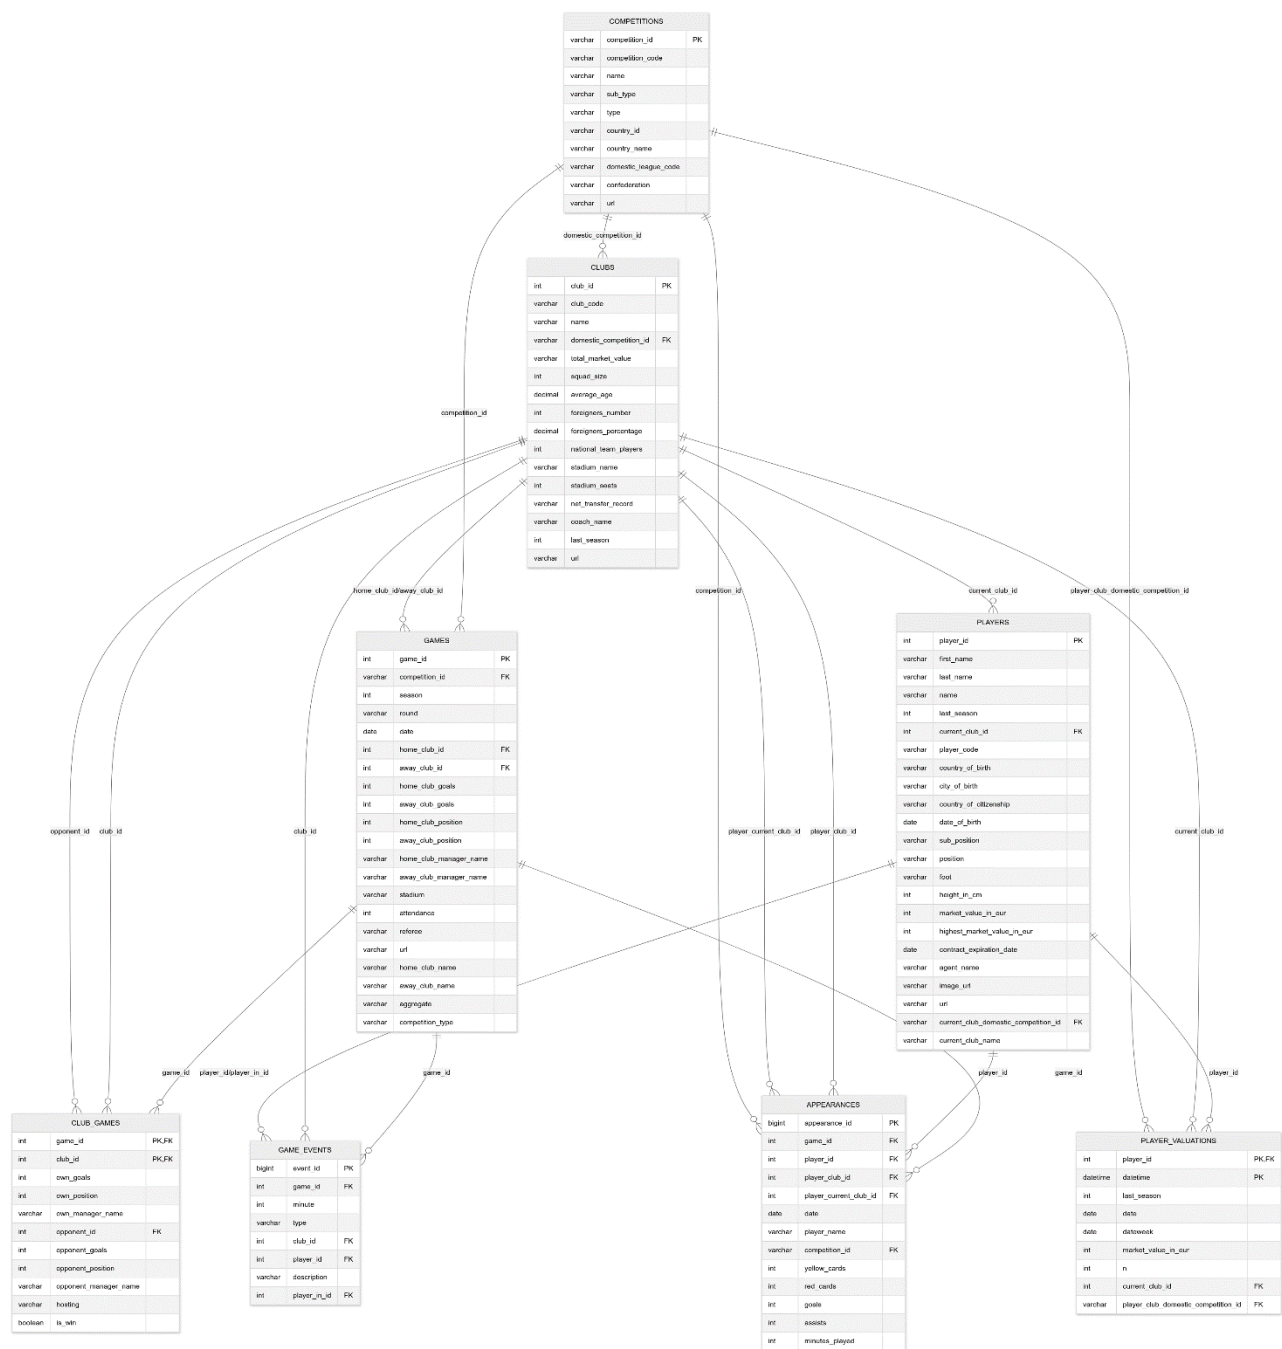 COMPETITIONS
varchar competition_id PK
varchar competition_code
varchar name
varchar sub_type
varchar type
varchar country_id
varchar country_name
varchar domestic_league_code
varchar confederation
varchar url
domestic_competition_id
CLUBS
int club_id PK
varchar club_code
varchar name
varchar domestic_competition_id FK
varchar total_market_value
int squad_size
decimal average_age
int foreigners_number
decimal foreigners_percentage
int national_team_players
varchar stadium_name
int stadium_seats
varchar net_transfer_record
varchar coach_name
int last_season
varchar url
competition_id
home_club_id/away_club_id
competition_id
current_club_id
player_club_domestic_competition_id
GAMES
int game_id PK
varchar competition_id FK
int season
varchar round
date date
int home_club_id FK
int away_club_id FK
int home_club_goals
int away_club_goals
int home_club_position
int away_club_position
varchar home_club_manager_name
varchar away_club_manager_name
varchar stadium
int attendance
varchar referee
varchar url
varchar home_club_name
varchar away_club_name
varchar aggregate
varchar competition_type
PLAYERS
int player_id PK
varchar first_name
varchar last_name
varchar name
int last_season
int current_club_id FK
varchar player_code
varchar country_of_birth
varchar city_of_birth
varchar country_of_citizenship
date date_of_birth
varchar sub_position
varchar position
varchar foot
int height_in_cm
int market_value_in_eur
int highest_market_value_in_eur
date contract_expiration_date
varchar agent_name
varchar image_url
varchar url
varchar current_club_domestic_competition_id FK
varchar current_club_name
opponent_id
club_id
club_id
player_current_club_id
player_club_id
current_club_id
game_id
player_id/player_in_id
game_id
player_id
game_id
player_id
CLUB_GAMES
int game_id PK,FK
int club_id PK,FK
int own_goals
int own_position
varchar own_manager_name
int opponent_id FK
int opponent_goals
int opponent_position
varchar opponent_manager_name
varchar hosting
boolean is_win
GAME_EVENTS
bigint event_id PK
int game_id FK
int minute
varchar type
int club_id FK
int player_id FK
varchar description
int player_in_id FK
APPEARANCES
bigint appearance_id PK
int game_id FK
int player_id FK
int player_club_id FK
int player_current_club_id FK
date date
varchar player_name
varchar competition_id FK
int yellow_cards
int red_cards
int goals
int assists
int minutes_played
PLAYER_VALUATIONS
int player_id PK,FK
datetime datetime PK
int last_season
date date
date dateweek
int market_value_in_eur
int n
int current_club_id FK
varchar player_club_domestic_competition_id FK